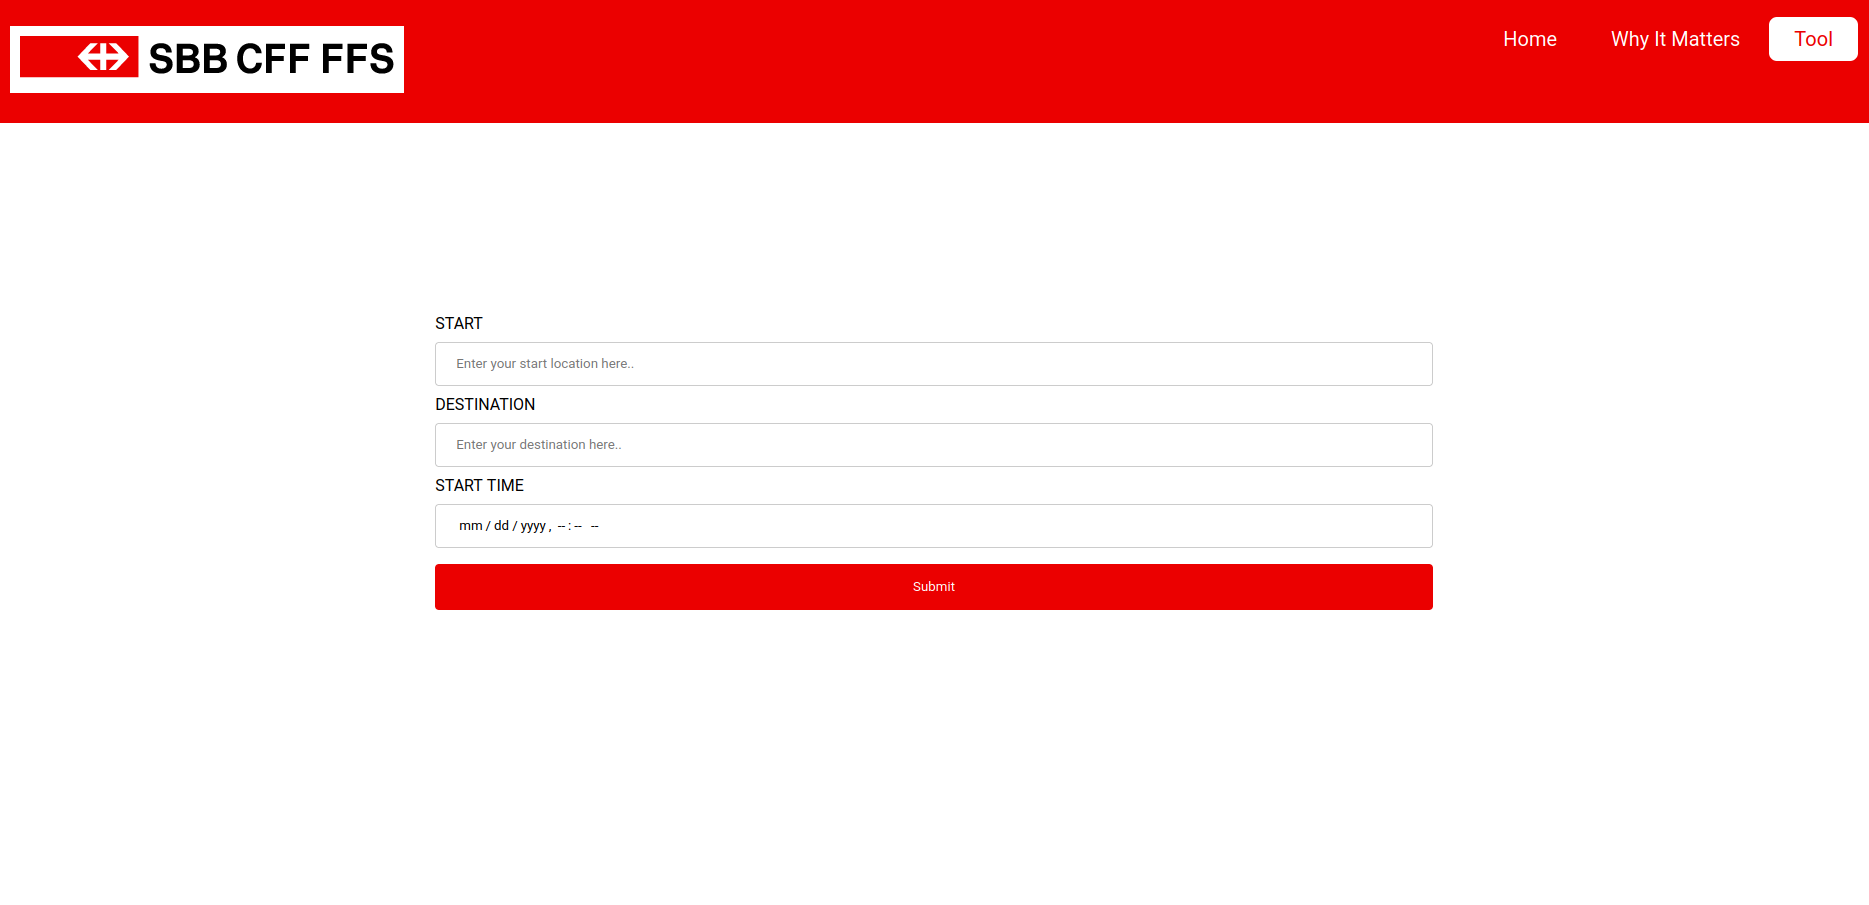 SBB CFF FFS
Home
Why It Matters
Tool
START
Enter your start location here..
DESTINATION
Enter your destination here..
START TIME
mm / dd / yyyy , -- : -- --
Submit